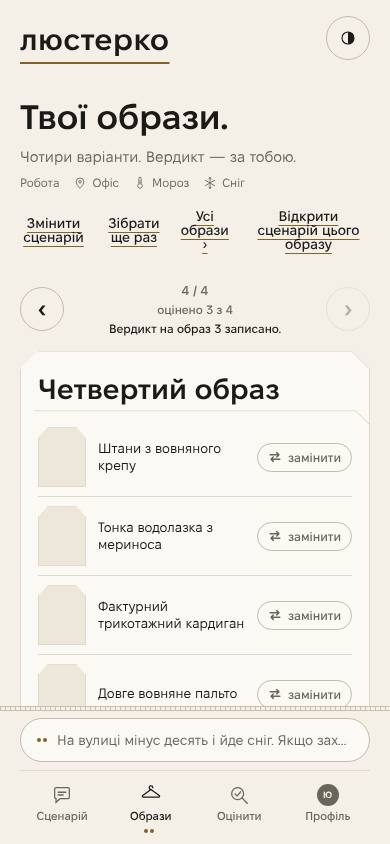 люстерко
Твої образи.
Чотири варіанти. Вердикт — за тобою.
Робота Офіс Мороз Сніг
Змінити
сценарій
Зібрати
ще раз
Усі
образи
›
Відкрити
сценарій цього
образу
‹
4 / 4
оцінено 3 з 4
Вердикт на образ 3 записано.
›
Четвертий образ
Штани з вовняного
крепу
замінити
Тонка водолазка з
мериноса
замінити
Фактурний
трикотажний кардиган
замінити
Довге вовняне пальто
замінити
На вулиці мінус десять і йде сніг. Якщо зах...
Сценарій
Образи
Оцінити
Ю
Профіль